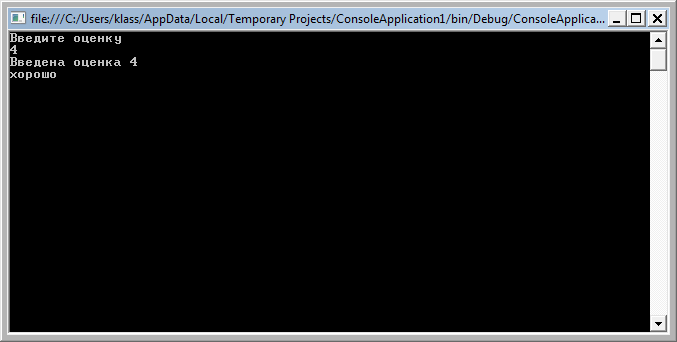 file:///C:/Users/klass/AppData/Local/Temporary Projects/ConsoleApplication1/bin/Debug/ConsoleApplica...
Введите оценку
4
Введена оценка 4
хорошо